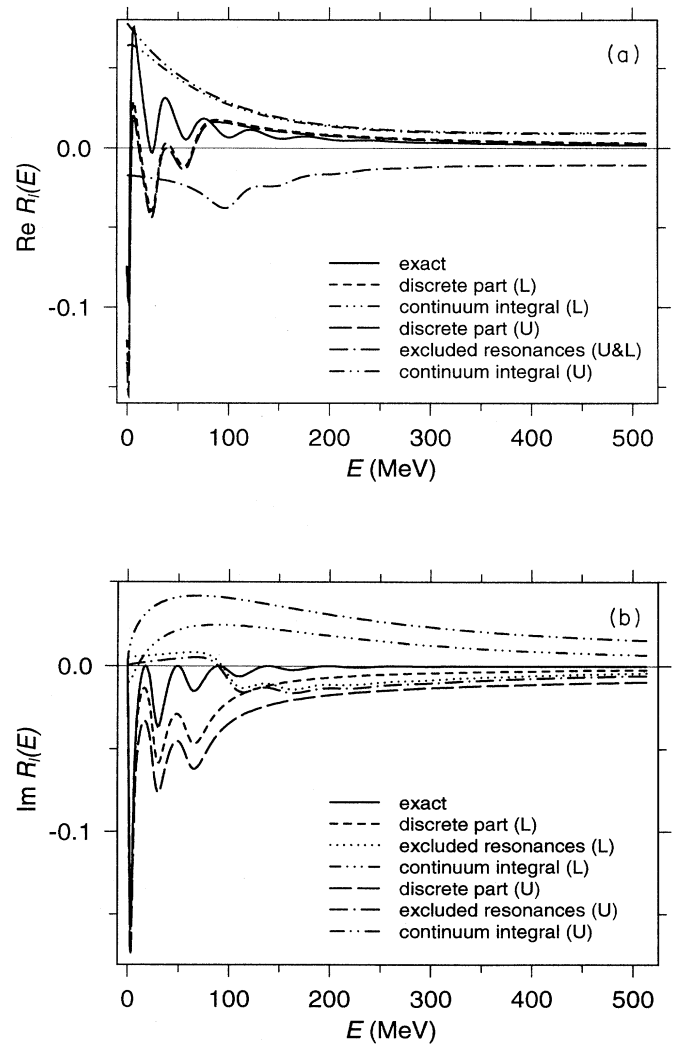 (a)
0.0
-0.1
Re Rₗ(E)
exact
discrete part (L)
continuum integral (L)
discrete part (U)
excluded resonances (U&L)
continuum integral (U)
0 100 200 300 400 500
E (MeV)
(b)
0.0
-0.1
Im Rₗ(E)
exact
discrete part (L)
excluded resonances (L)
continuum integral (L)
discrete part (U)
excluded resonances (U)
continuum integral (U)
0 100 200 300 400 500
E (MeV)